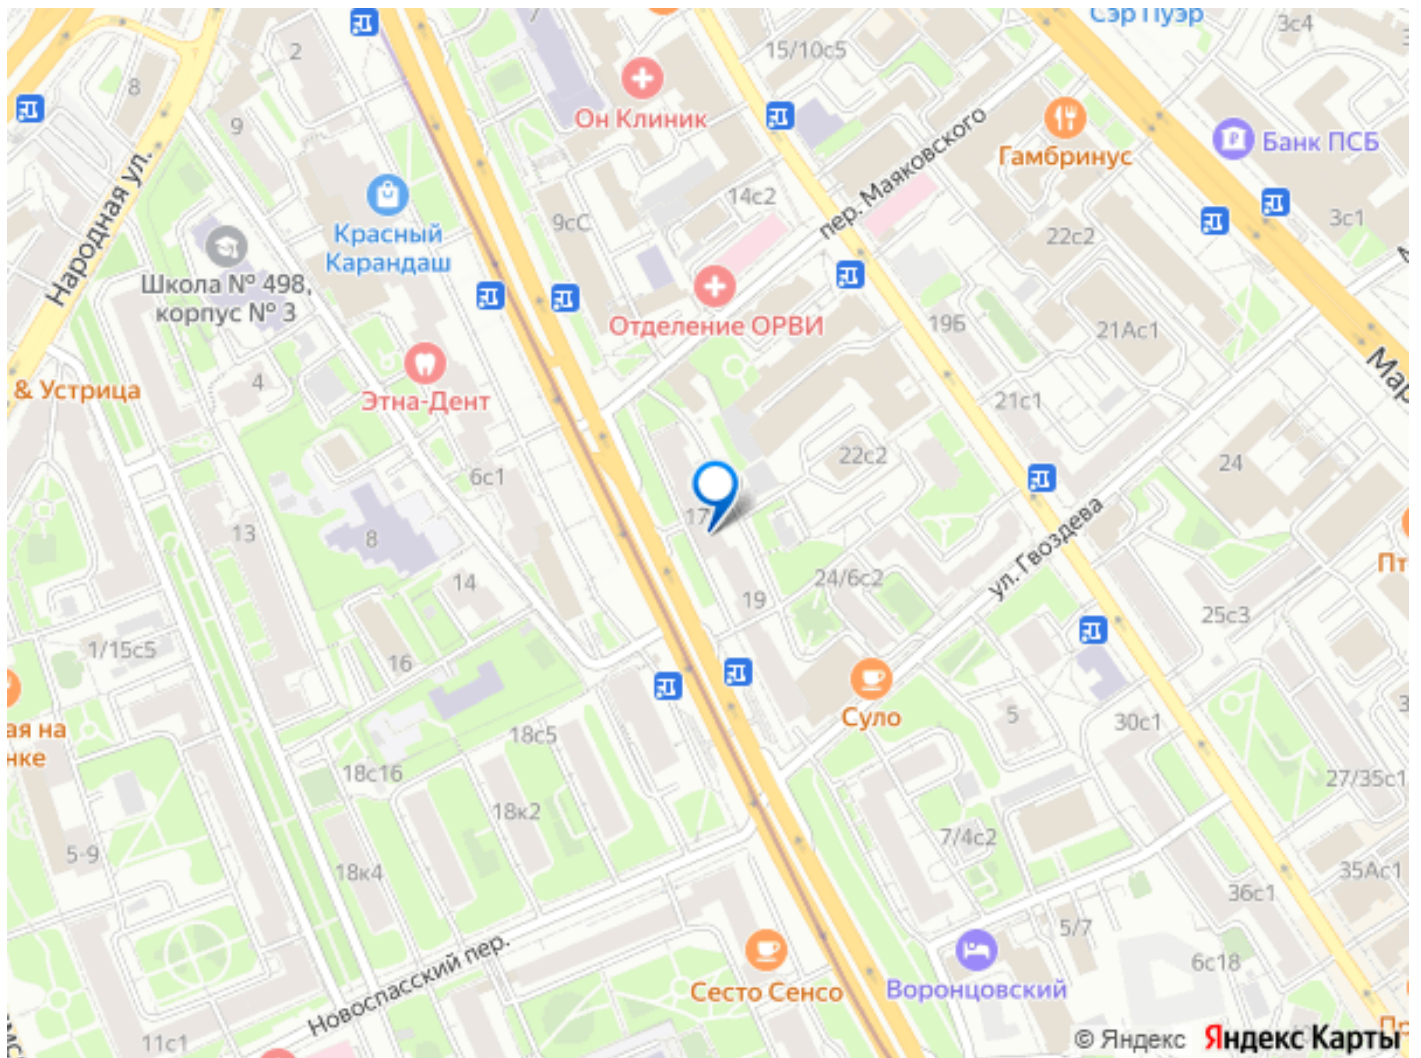 Сэр Пуэр
3с4
15/10с5
2
8
9
Он Клиник
Гамбринус
Банк ПСБ
Народная ул.
пер. Маяковского
14с2
9сС
22с2
3с1
Красный
Карандаш
Школа № 498,
корпус № 3
Отделение ОРВИ
19Б
21Ас1
Мар
& Устрица
4
Этна-Дент
21с1
22с2
24
6с1
17
13
8
ул. Гвоздева
Пт
14
24/6с2
19
25с3
1/15с5
16
ая на
нке
18с5
Суло
5
30с1
18с16
27/35с1
18к2
7/4с2
5-9
18к4
35Ас1
36с1
5/7
Новоспасский пер.
Сесто Сенсо
Воронцовский
6с18
11с1
© Яндекс Яндекс Карты